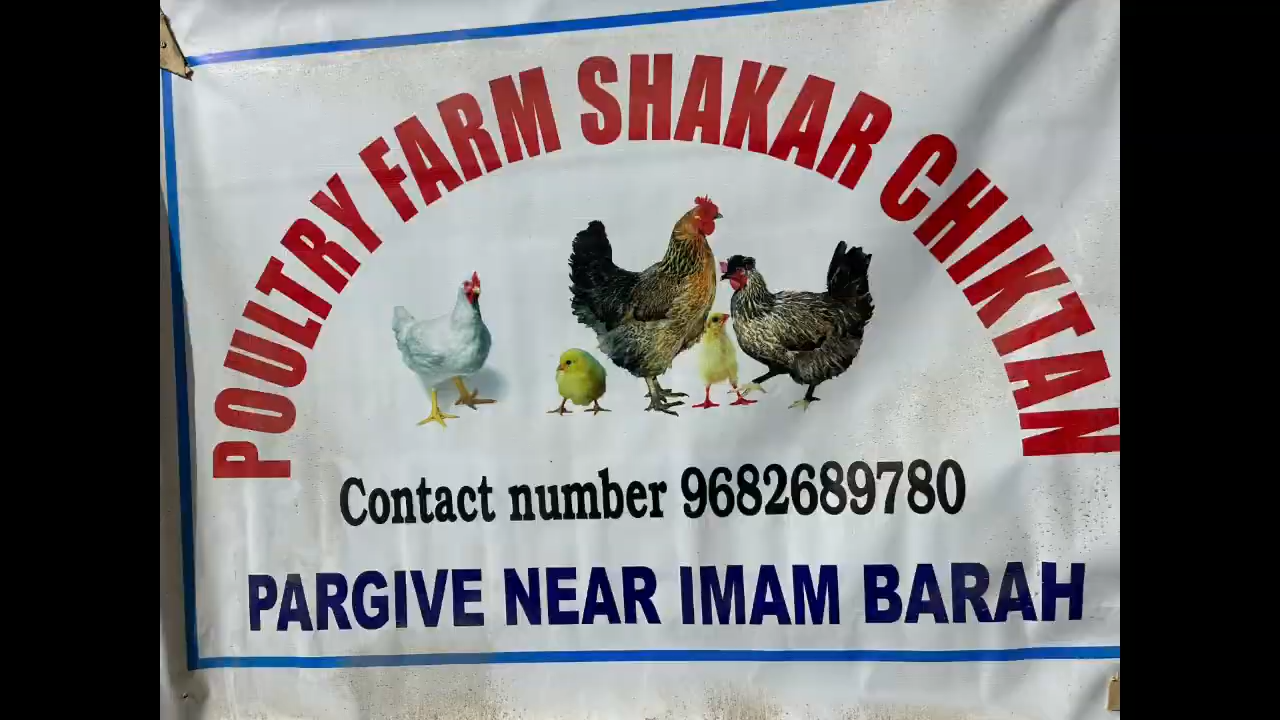 POULTRY FARM SHAKAR CHIKTAN
Contact number 9682689780
PARGIVE NEAR IMAM BARAH